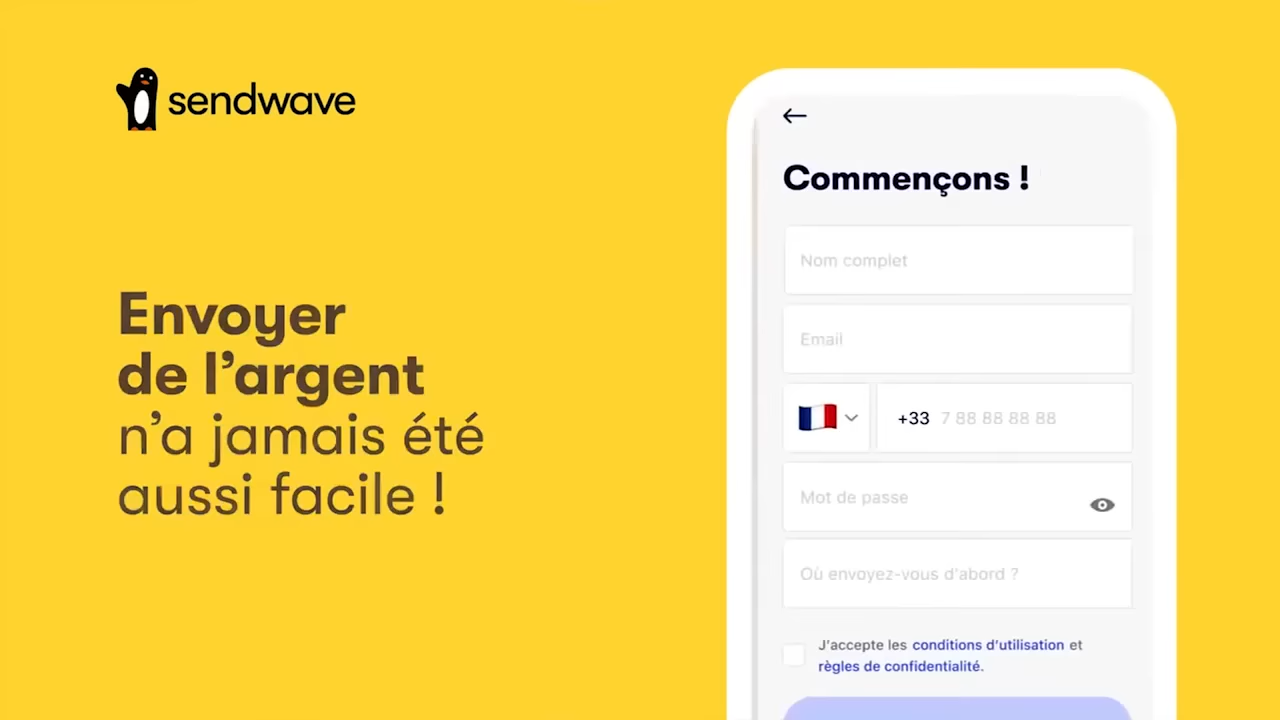 sendwave
Envoyer
de l’argent
n’a jamais été
aussi facile !
Commençons !
Nom complet
Email
+33 7 88 88 88 88
Mot de passe
Où envoyez-vous d'abord ?
J’accepte les conditions d’utilisation et
règles de confidentialité.